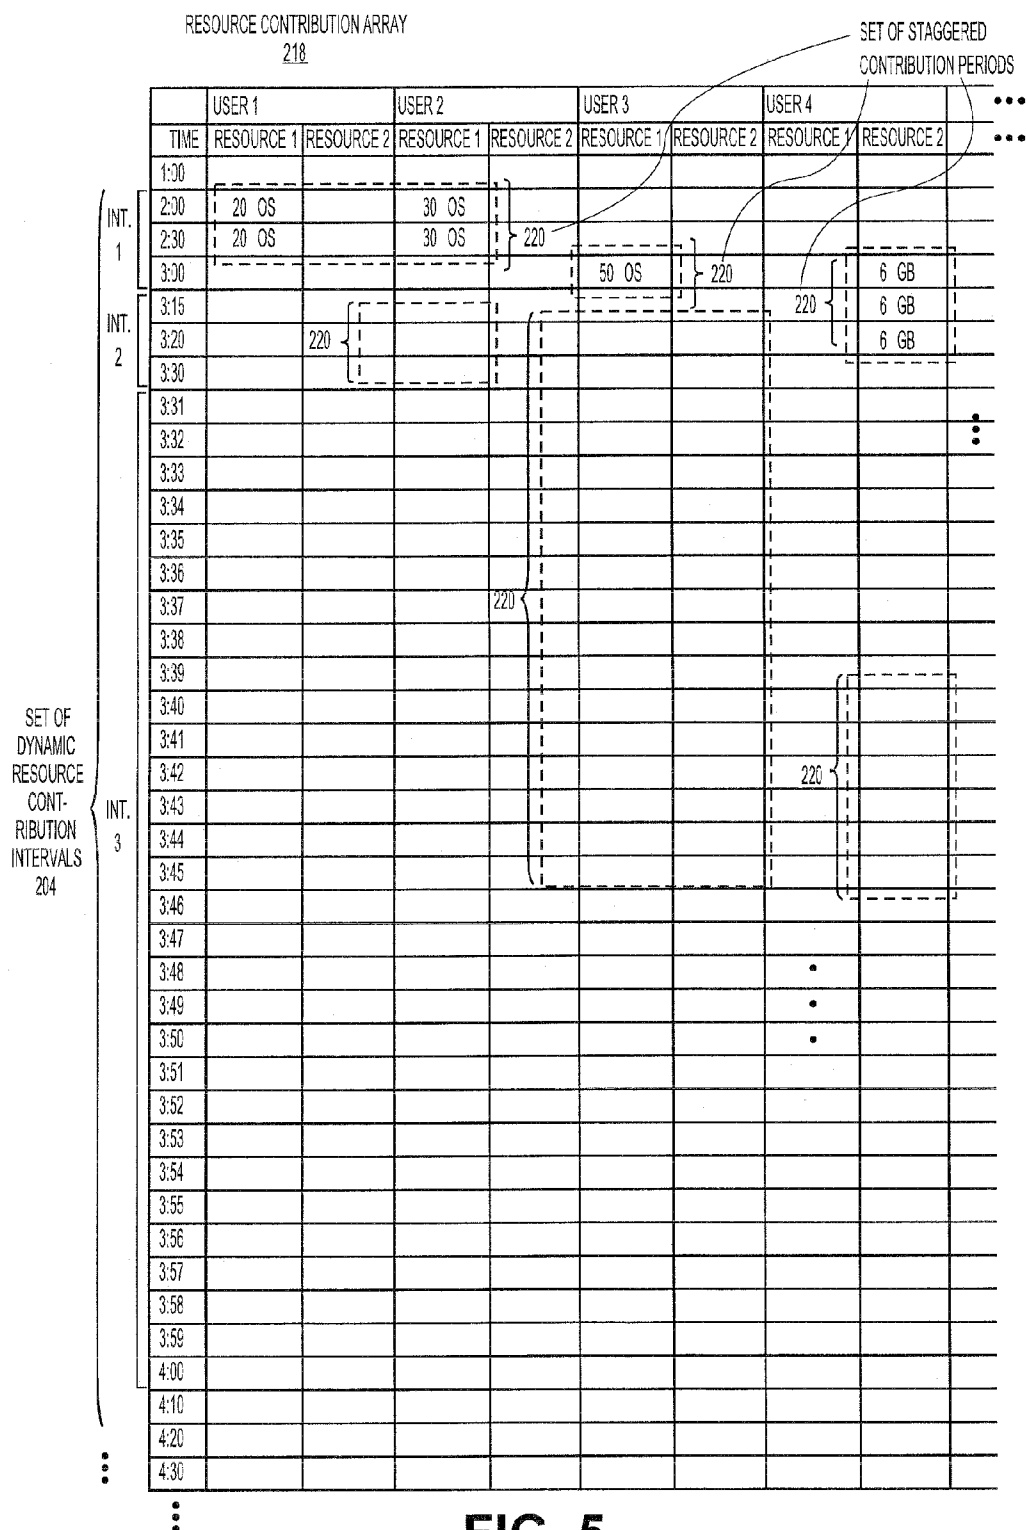 RESOURCE CONTRIBUTION ARRAY
218
SET OF STAGGERED
CONTRIBUTION PERIODS
USER 1 USER 2 USER 3 USER 4
TIME RESOURCE 1 RESOURCE 2 RESOURCE 1 RESOURCE 2 RESOURCE 1 RESOURCE 2 RESOURCE 1 RESOURCE 2
1:00
INT.
1
2:00 20 OS 30 OS
2:30 20 OS 30 OS 220
3:00 50 OS 220 6 GB
INT.
2
3:15 220 6 GB
3:20 220 6 GB
3:30
3:31
3:32
3:33
3:34
3:35
3:36
3:37 220
3:38
3:39
3:40
3:41
3:42 220
3:43
3:44
3:45
3:46
SET OF
DYNAMIC
RESOURCE
CONT-
RIBUTION
INTERVALS
204
INT.
3
3:47
3:48
3:49
3:50
3:51
3:52
3:53
3:54
3:55
3:56
3:57
3:58
3:59
4:00
4:10
4:20
4:30
FIG. 5